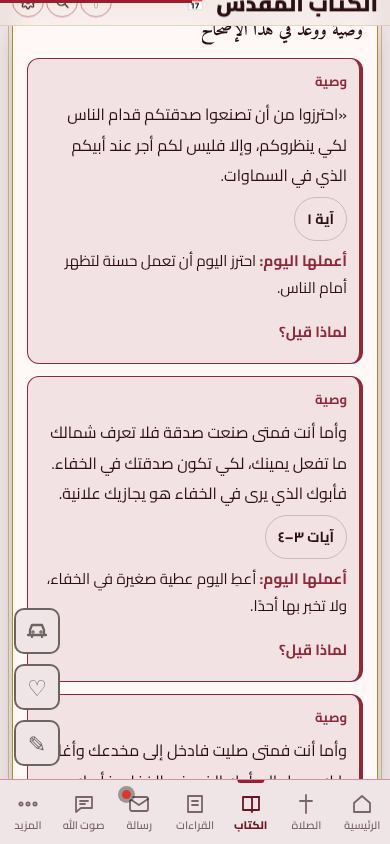 الكتاب المقدس
وصية ووعد في هذا الإصحاح
وصية
«احترزوا من أن تصنعوا صدقتكم قدام الناس
لكي ينظروكم، وإلا فليس لكم أجر عند أبيكم
الذي في السماوات.
آية ١
أعملها اليوم: احترز اليوم أن تعمل حسنة لتظهر
أمام الناس.
لماذا قيل؟
وصية
وأما أنت فمتى صنعت صدقة فلا تعرف شمالك
ما تفعل يمينك، لكي تكون صدقتك في الخفاء.
فأبوك الذي يرى في الخفاء هو يجازيك علانية.
آيات ٣–٤
أعملها اليوم: أعطِ اليوم عطية صغيرة في الخفاء،
ولا تخبر بها أحدًا.
لماذا قيل؟
وصية
وأما أنت فمتى صليت فادخل إلى مخدعك
الرئيسية
الصلاة
الكتاب
القراءات
رسالة
صوت الله
المزيد